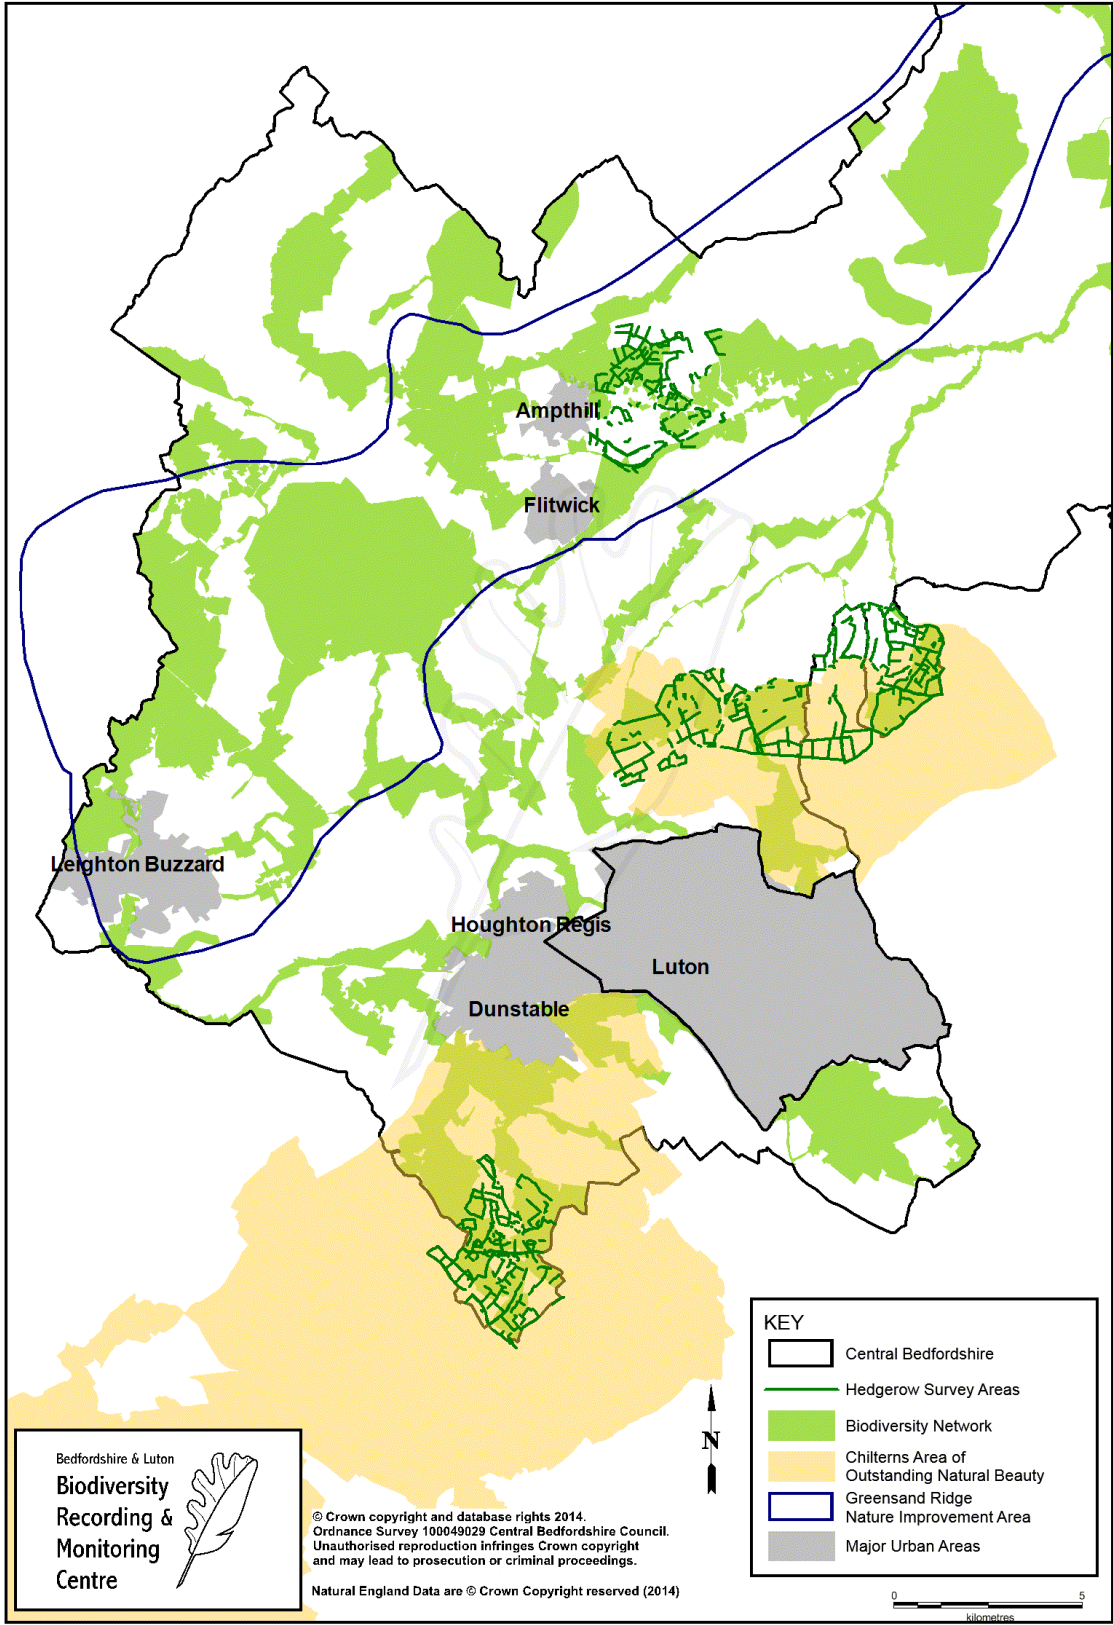 Ampthill
Flitwick
Leighton Buzzard
Houghton Regis
Luton
Dunstable
KEY
Central Bedfordshire
Hedgerow Survey Areas
Biodiversity Network
Chilterns Area of
Outstanding Natural Beauty
Greensand Ridge
Nature Improvement Area
Major Urban Areas
N
0 5
kilometres
Bedfordshire & Luton
Biodiversity
Recording &
Monitoring
Centre
© Crown copyright and database rights 2014.
Ordnance Survey 100049029 Central Bedfordshire Council.
Unauthorised reproduction infringes Crown copyright
and may lead to prosecution or criminal proceedings.
Natural England Data are © Crown Copyright reserved (2014)